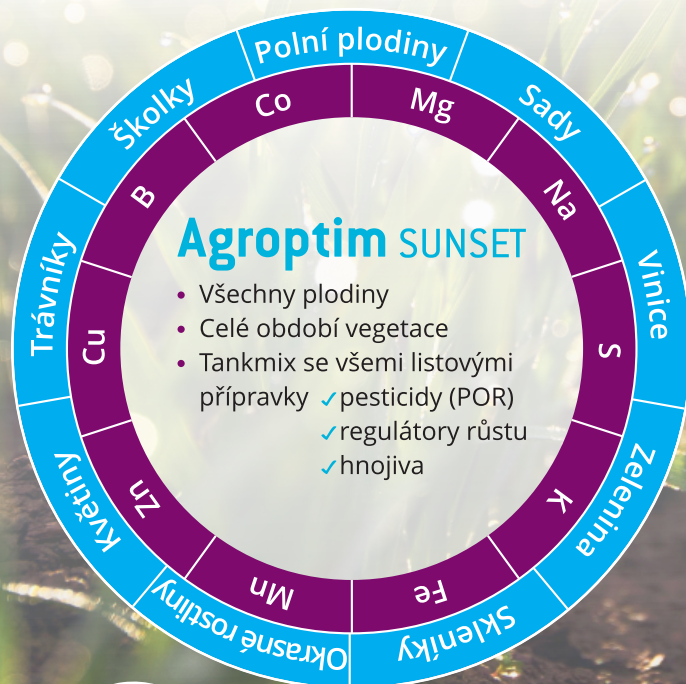 Polní plodiny
Sady
Vinice
Zelenina
Skleníky
Okrasné rostliny
Květiny
Trávníky
Školky
Co
Mg
Na
S
K
Fe
Mn
Zn
Cu
B
Agroptim SUNSET
• Všechny plodiny
• Celé období vegetace
• Tankmix se všemi listovými
přípravky ✓pesticidy (POR)
✓regulátory růstu
✓hnojiva